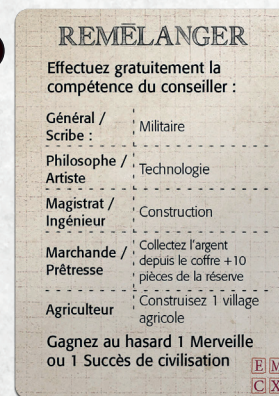 REMĒLANGER
Effectuez gratuitement la
compétence du conseiller :
Général /
Scribe :
Militaire
Philosophe /
Artiste
Technologie
Magistrat /
Ingénieur
Construction
Marchande /
Prêtresse
Collectez l'argent
depuis le coffre +10
pièces de la réserve
Agriculteur
Construisez 1 village
agricole
Gagnez au hasard 1 Merveille
ou 1 Succès de civilisation
E M
C X